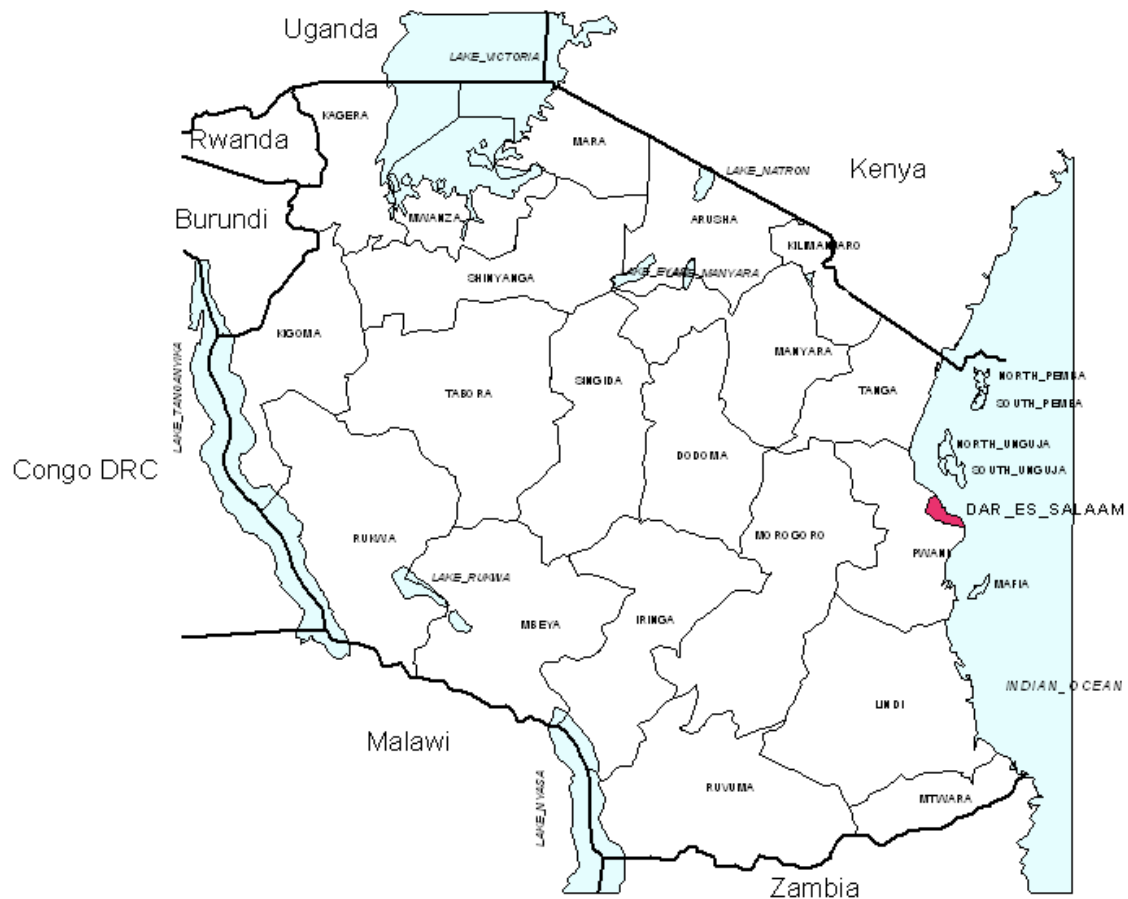 Uganda
LAKE_VICTORIA
KAGERA
Rwanda
MARA
Kenya
LAKE_NATRON
Burundi
MWANZA
ARUSHA
KILIMANJARO
SHINYANGA
LAKE_EYASI
LAKE_MANYARA
KIGOMA
LAKE_TANGANYIKA
MANYARA
SINGIDA
TABORA
TANGA
NORTH_PEMBA
SOUTH_PEMBA
NORTH_UNGUJA
DODOMA
Congo DRC
SOUTH_UNGUJA
DAR_ES_SALAAM
MOROGORO
RUKWA
PWANI
LAKE_RUKWA
MAFIA
MBEYA
IRINGA
INDIAN_OCEAN
LINDI
Malawi
RUVUMA
MTWARA
LAKE_NYASA
Zambia